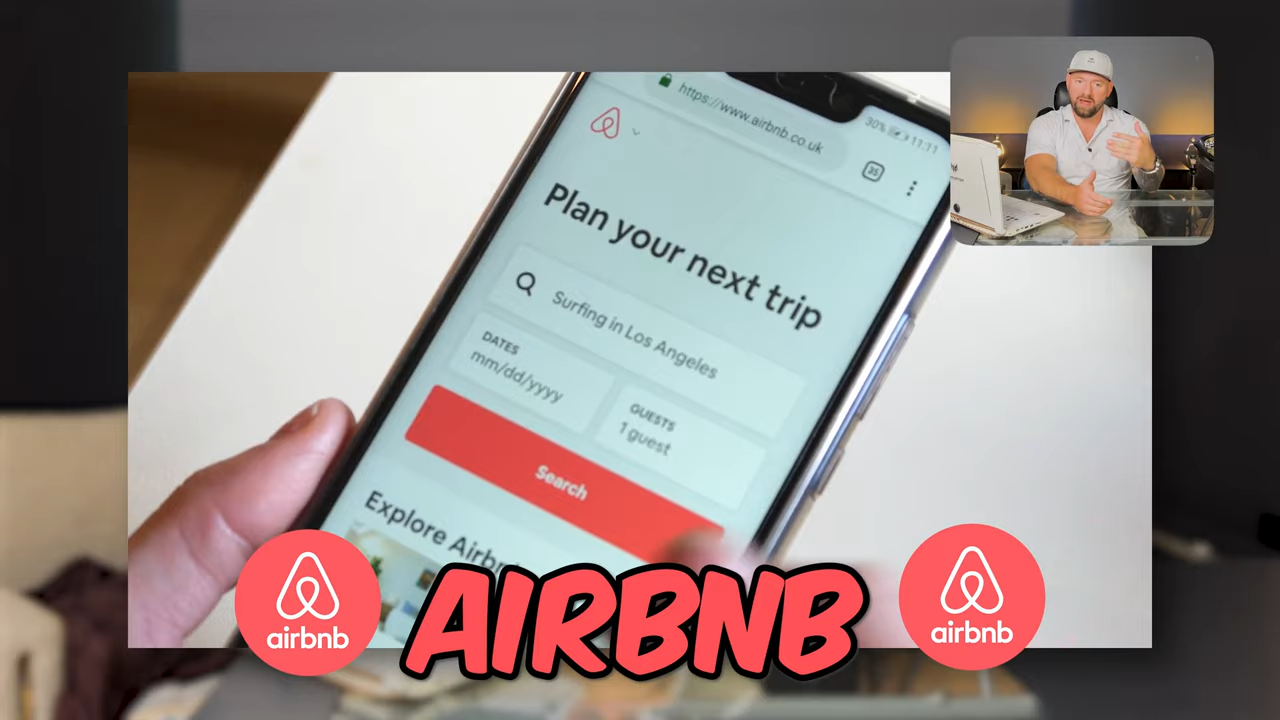 https://www.airbnb.co.uk
30%
11:11
35
Plan your next trip
Surfing in Los Angeles
DATES
mm/dd/yyyy
GUESTS
1 guest
Search
Explore Airbn
airbnb
AIRBNB
airbnb